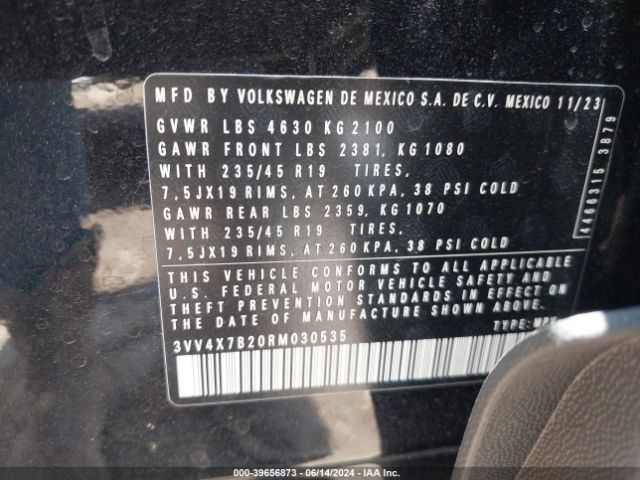 MFD BY VOLKSWAGEN DE MEXICO S.A. DE C.V. MEXICO 11/23
GVWR LBS 4630 KG 2100
GAWR FRONT LBS 2381, KG 1080
WITH 235/45 R19 TIRES,
7,5JX19 RIMS, AT 260 KPA, 38 PSI COLD
GAWR REAR LBS 2359, KG 1070
WITH 235/45 R19 TIRES,
7,5JX19 RIMS, AT 260 KPA, 38 PSI COLD
THIS VEHICLE CONFORMS TO ALL APPLICABLE
U.S. FEDERAL MOTOR VEHICLE SAFETY AND
THEFT PREVENTION STANDARDS IN EFFECT ON
THE DATE OF MANUFACTURE SHOWN ABOVE
3VV4X7B20RM030535 TYPE: MPV
4466315 3879
000-39656873 / 06/14/2024 / IAA Inc.